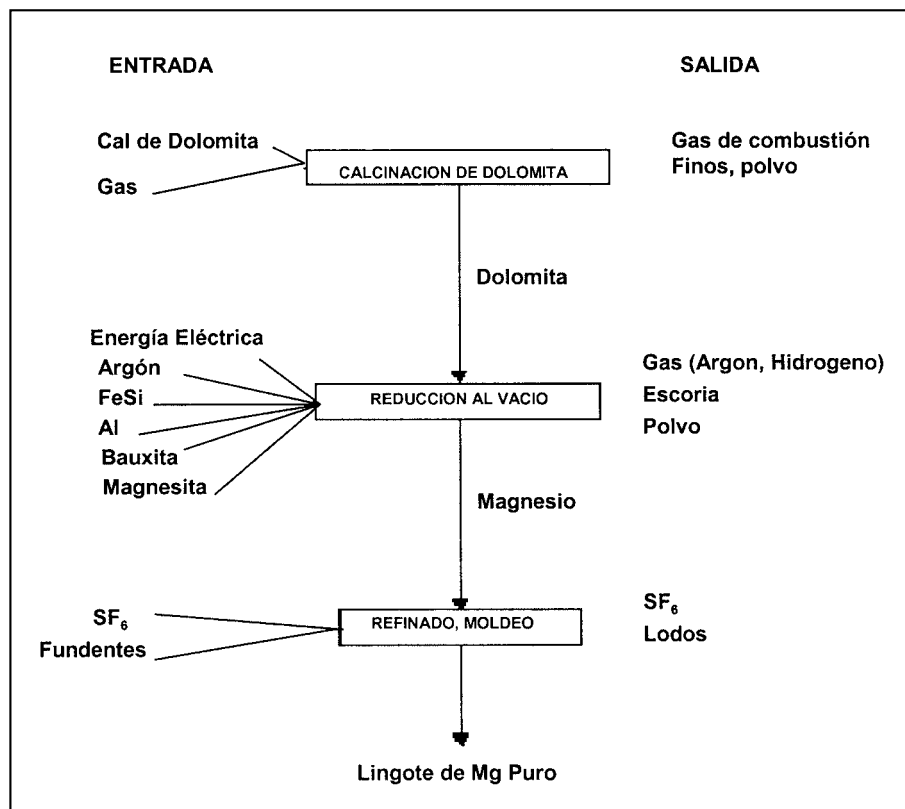 ENTRADA
SALIDA
Cal de Dolomita
Gas
CALCINACION DE DOLOMITA
Gas de combustión
Finos, polvo
Dolomita
Energía Eléctrica
Argón
FeSi
Al
Bauxita
Magnesita
REDUCCION AL VACIO
Gas (Argon, Hidrogeno)
Escoria
Polvo
Magnesio
SF₆
Fundentes
REFINADO, MOLDEO
SF₆
Lodos
Lingote de Mg Puro